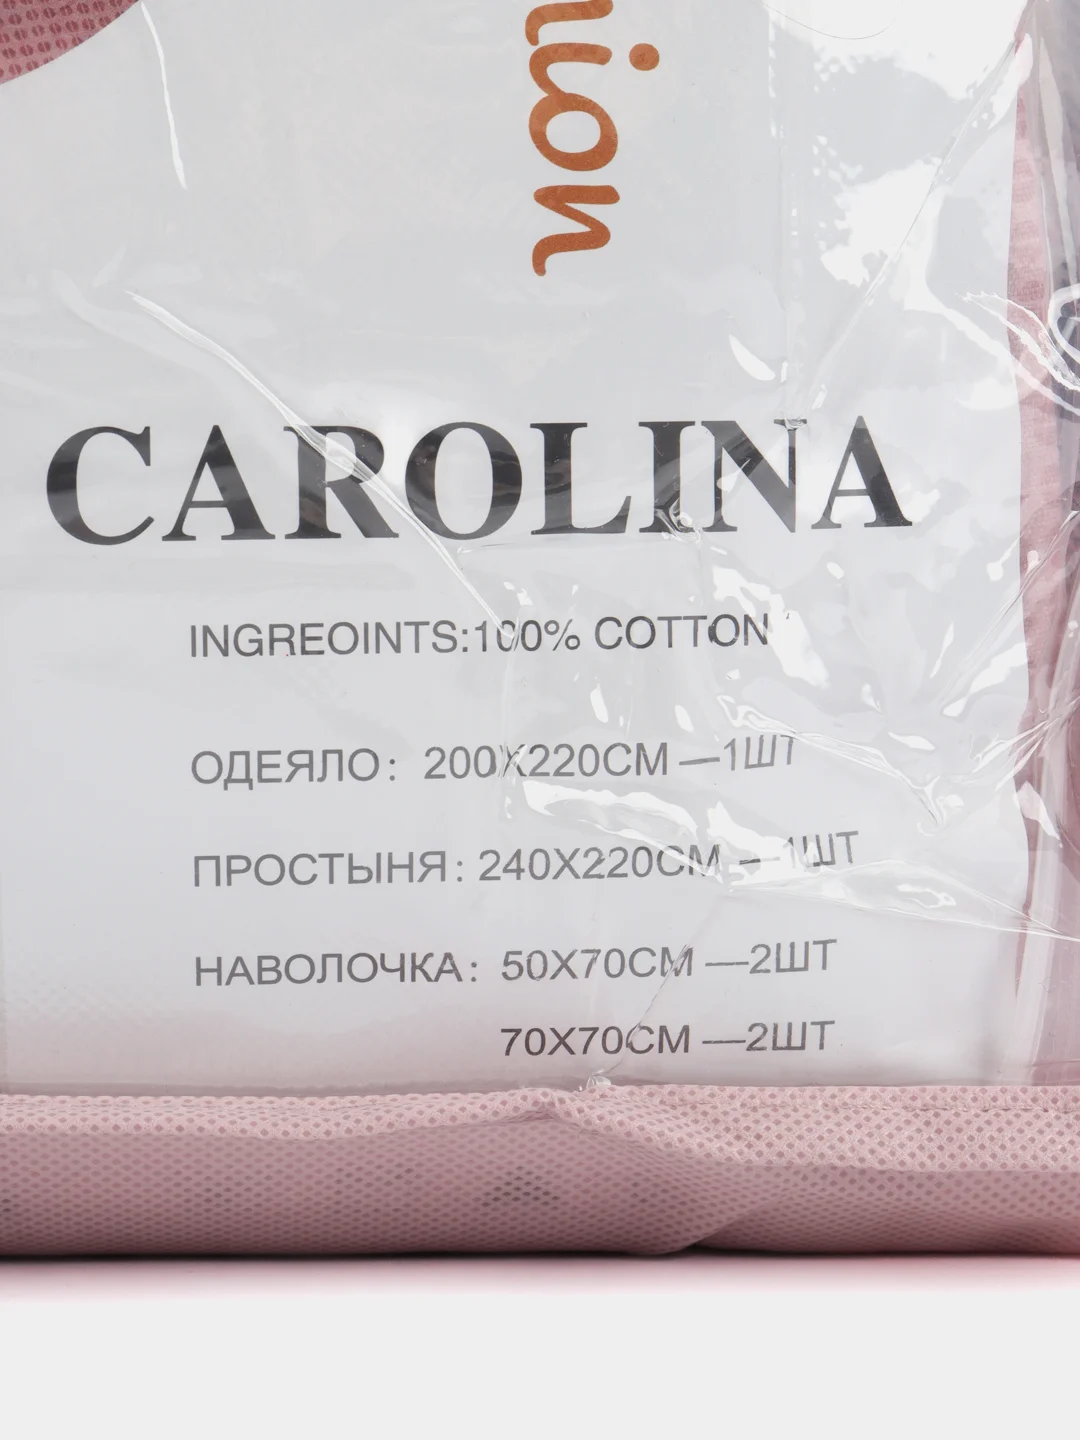 CAROLINA
INGREOINTS:100% COTTON
ОДЕЯЛО: 200X220CM —1ШТ
ПРОСТЫНЯ: 240X220CM —1ШТ
НАВОЛОЧКА: 50X70CM —2ШТ
70X70CM —2ШТ